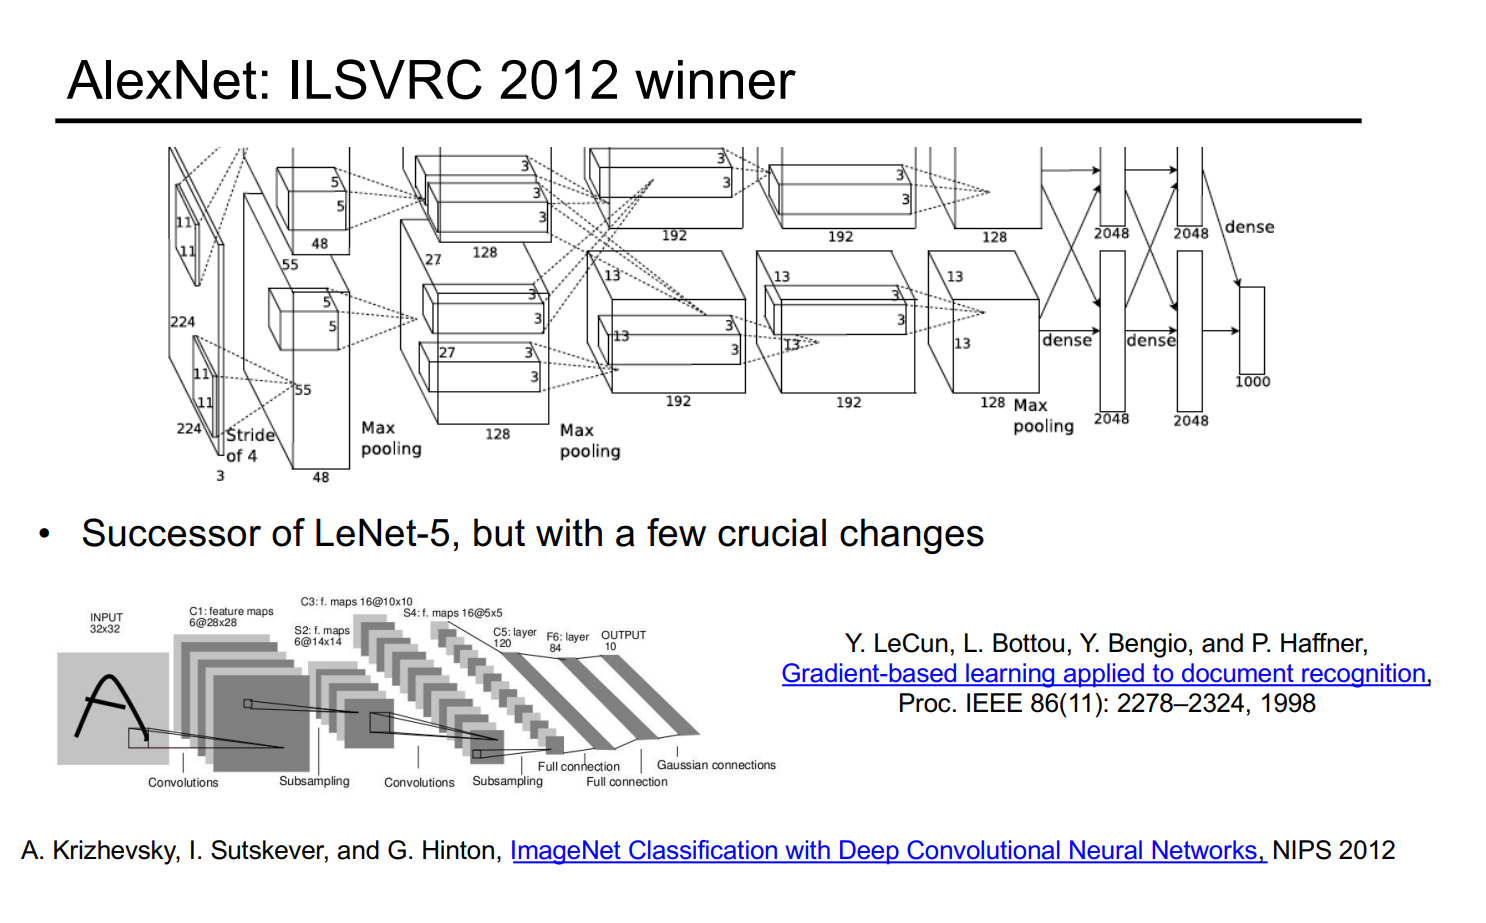 AlexNet: ILSVRC 2012 winner
3
3
3
3
5
5
3
3
3
3
11
11
48
55
27
128
192
192
128
2048
2048
dense
13
13
13
3
3
5
5
3
3
3
3
224
13
13
13
dense
dense
27
3
3
11
11
55
1000
192
192
128
Max
pooling
2048
2048
224
Stride
of 4
Max
pooling
128
Max
pooling
3
48
• Successor of LeNet-5, but with a few crucial changes
INPUT
32x32
C1: feature maps
6@28x28
C3: f. maps 16@10x10
S2: f. maps
6@14x14
S4: f. maps 16@5x5
C5: layer
120
F6: layer
84
OUTPUT
10
Convolutions
Subsampling
Convolutions
Subsampling
Full connection
Full connection
Gaussian connections
Y. LeCun, L. Bottou, Y. Bengio, and P. Haffner,
Gradient-based learning applied to document recognition,
Proc. IEEE 86(11): 2278–2324, 1998
A. Krizhevsky, I. Sutskever, and G. Hinton, ImageNet Classification with Deep Convolutional Neural Networks, NIPS 2012